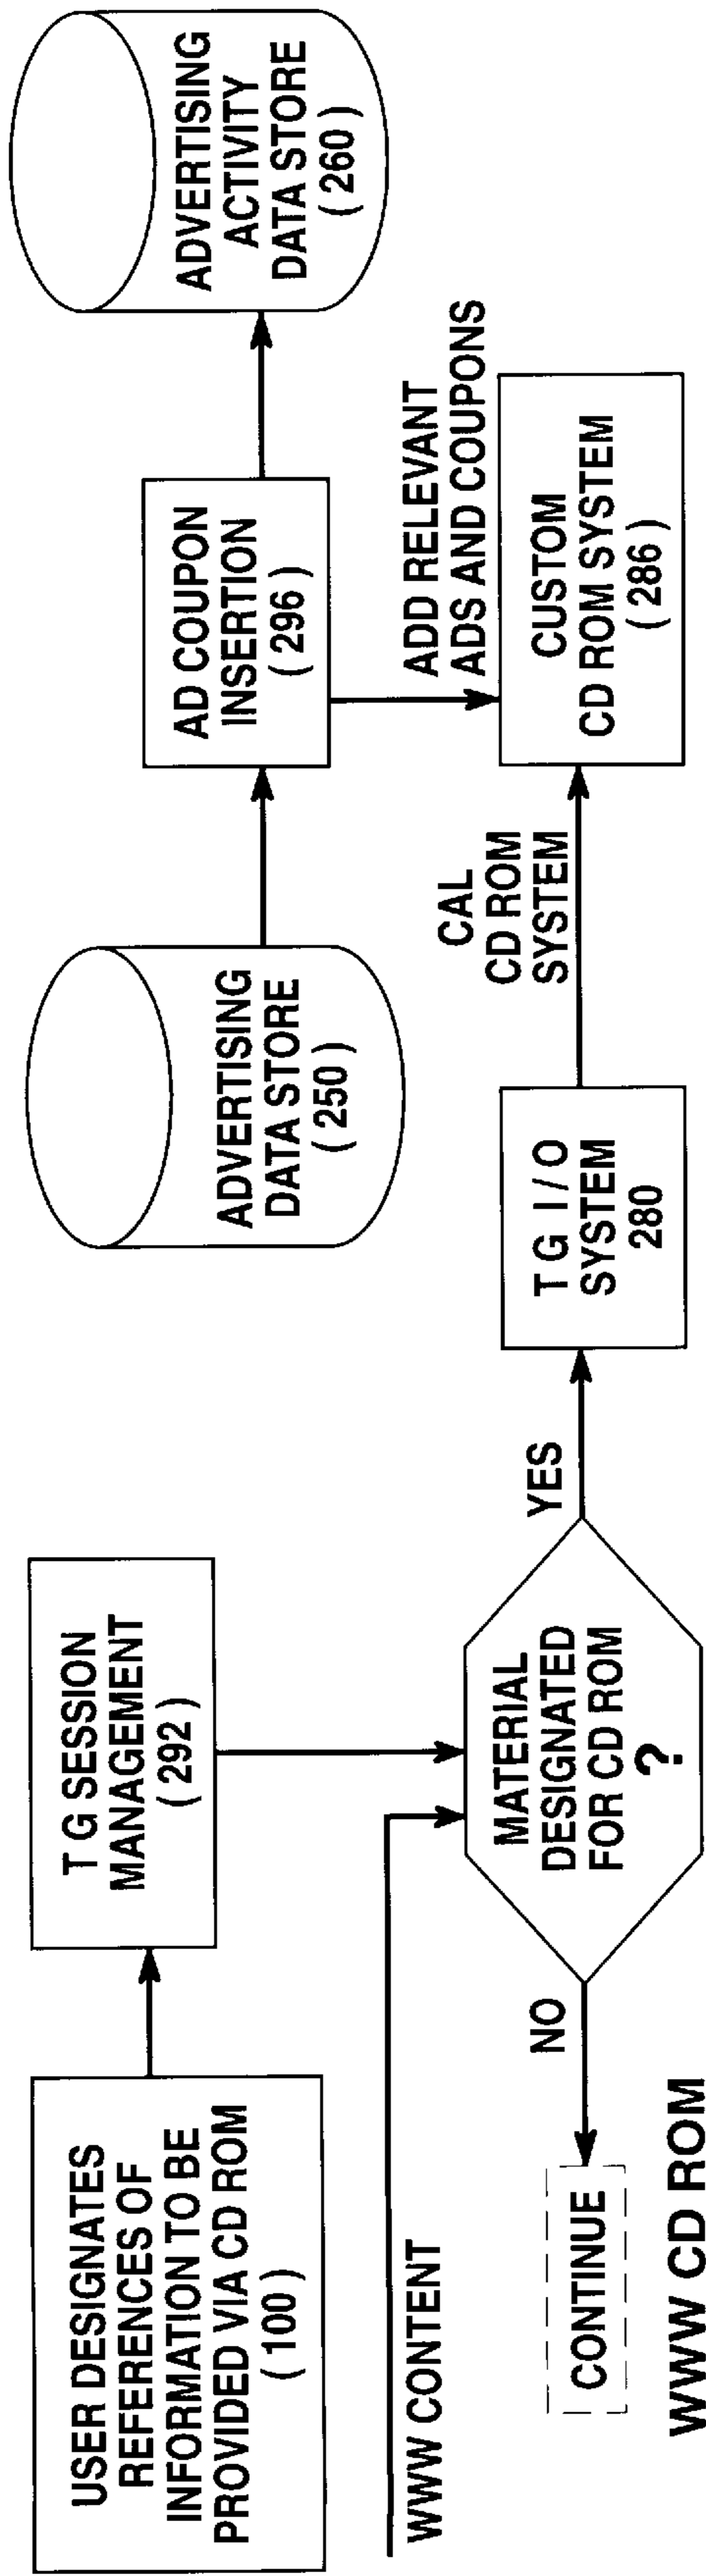 USER DESIGNATES
REFERENCES OF
INFORMATION TO BE
PROVIDED VIA CD ROM
( 100 )
T G SESSION
MANAGEMENT
( 292 )
WWW CONTENT
MATERIAL
DESIGNATED
FOR CD ROM
?
NO
CONTINUE
YES
T G I / O
SYSTEM
280
CAL
CD ROM
SYSTEM
ADVERTISING
DATA STORE
( 250 )
AD COUPON
INSERTION
( 296 )
ADVERTISING
ACTIVITY
DATA STORE
( 260 )
ADD RELEVANT
ADS AND COUPONS
CUSTOM
CD ROM SYSTEM
( 286 )
WWW CD ROM